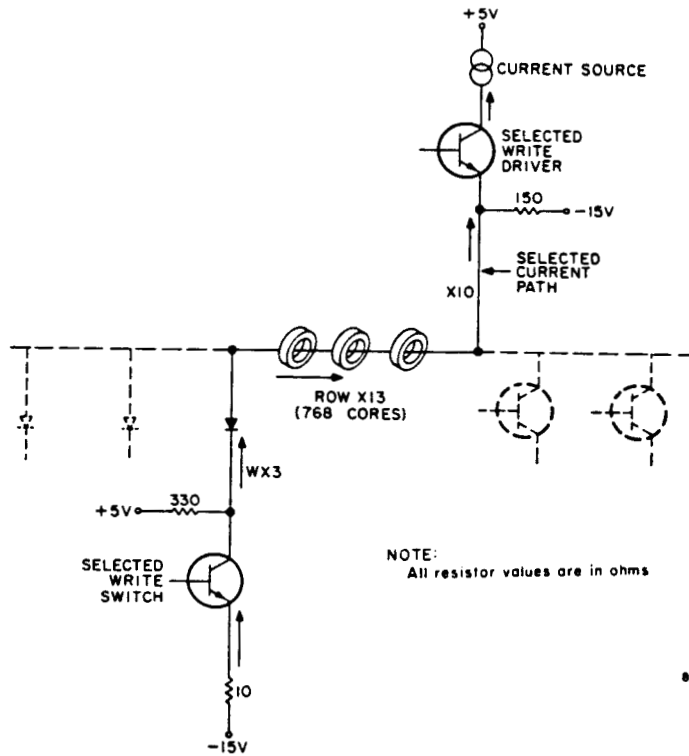 +5V
CURRENT SOURCE
SELECTED
WRITE
DRIVER
150
-15V
SELECTED
CURRENT
PATH
X10
ROW X13
(768 CORES)
WX3
330
+5V
SELECTED
WRITE
SWITCH
NOTE:
All resistor values are in ohms
10
-15V